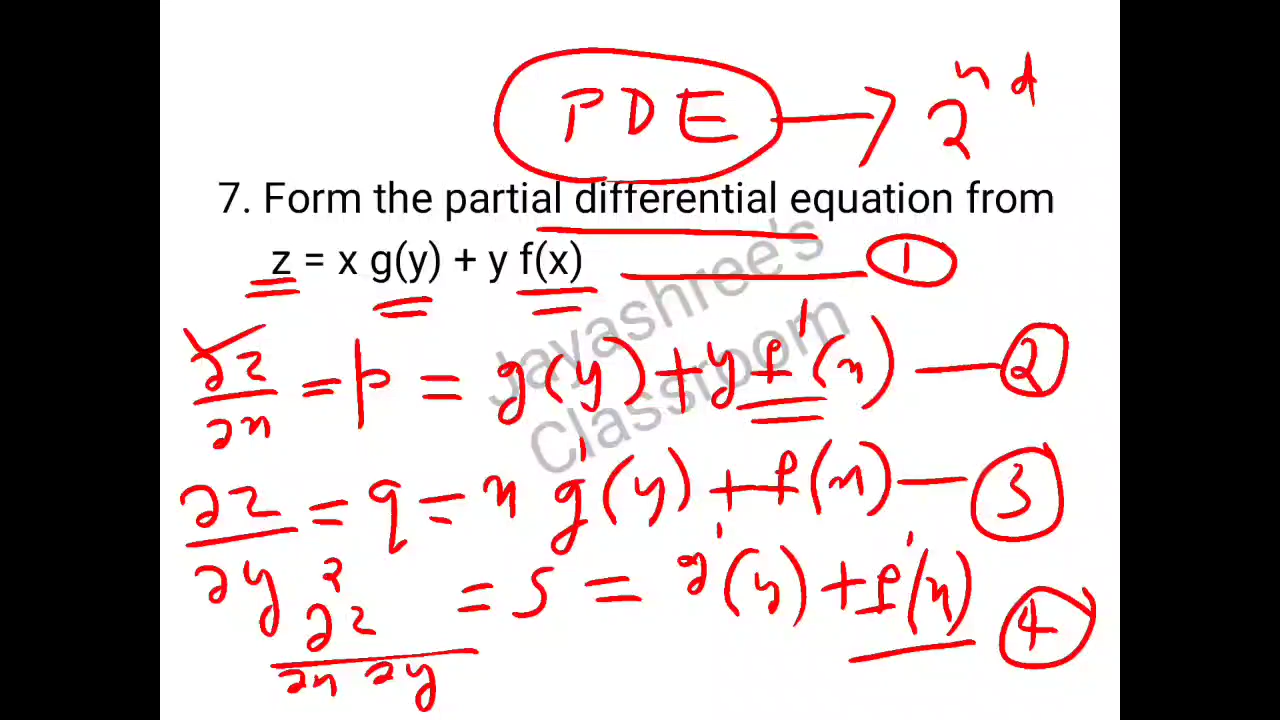 PDE → 2nd
7. Form the partial differential equation from
z = x g(y) + y f(x) —— 1
Jayashree's
Classroom
∂z/∂x = p = g(y) + y f'(x) — 2
∂z/∂y = q = x g'(y) + f(x) — 3
∂²z/∂x ∂y = s = g'(y) + f'(x) 4